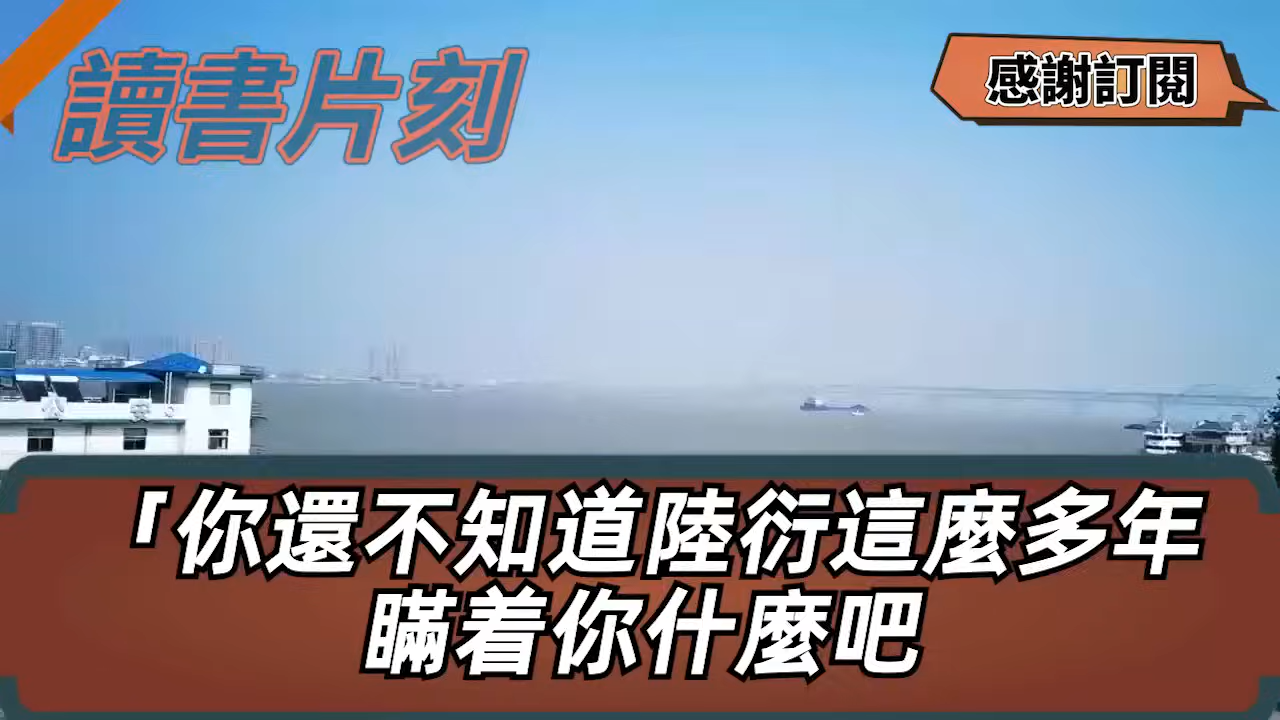 讀書片刻
感謝訂閱
「你還不知道陸衍這麼多年
瞞着你什麼吧